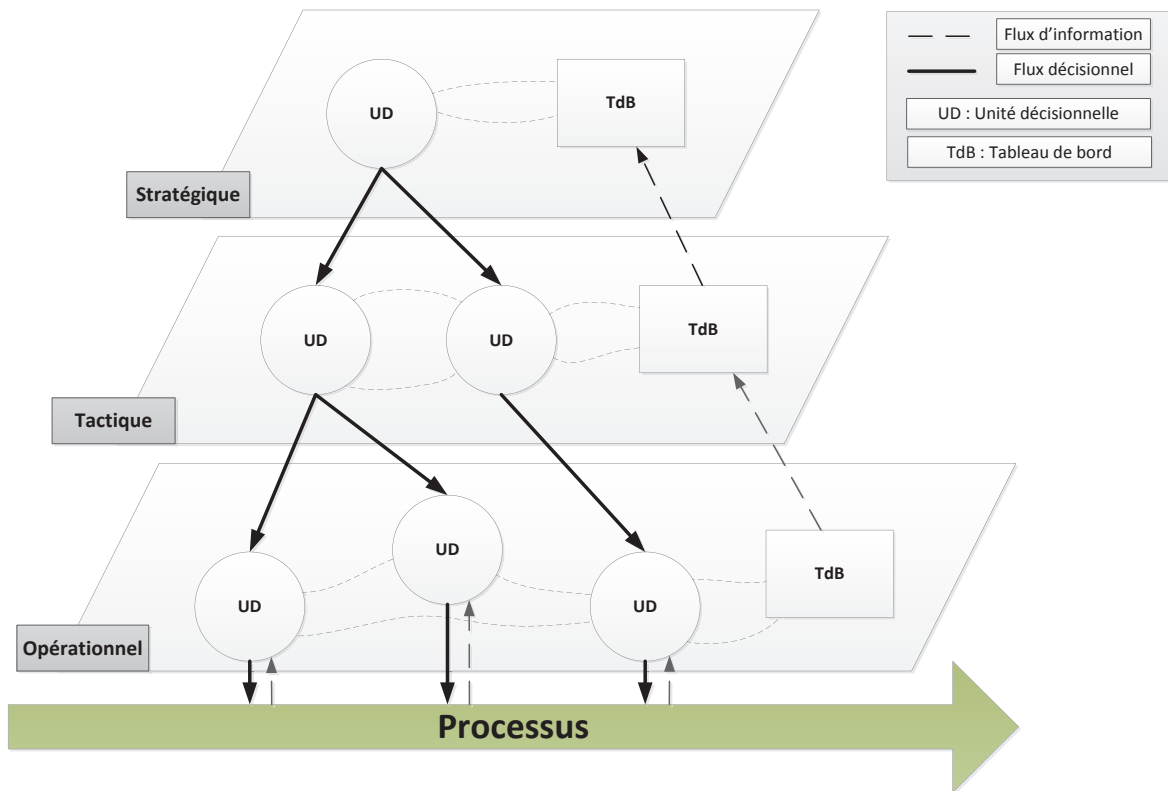 Flux d'information
Flux décisionnel
UD : Unité décisionnelle
TdB : Tableau de bord
UD
TdB
Stratégique
UD
UD
TdB
Tactique
UD
UD
UD
TdB
Opérationnel
Processus